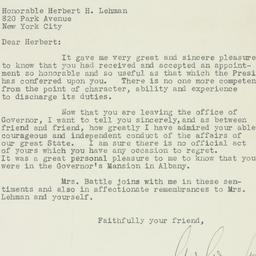 Honorable Herbert H. Lehman
820 Park Avenue
New York City
Dear Herbert:
It gave me very great and sincere pleasure
to know that you had received and accepted an appoint-
ment so honorable and so useful as that which the Presi
has conferred upon you. There is no one more competen
from the point of character, ability and experience
to discharge its duties.
Now that you are leaving the office of
Governor, I want to tell you sincerely, and as between
friend and friend, how greatly I have admired your able
courageous and independent conduct of the affairs of
our great State. I am sure there is no official act
of yours which you have any occasion to regret.
It was a great personal pleasure to me to know that you
were in the Governor's Mansion in Albany.
Mrs. Battle joins with me in these sen-
timents and also in affectionate remembrances to Mrs.
Lehman and yourself.
Faithfully your friend,